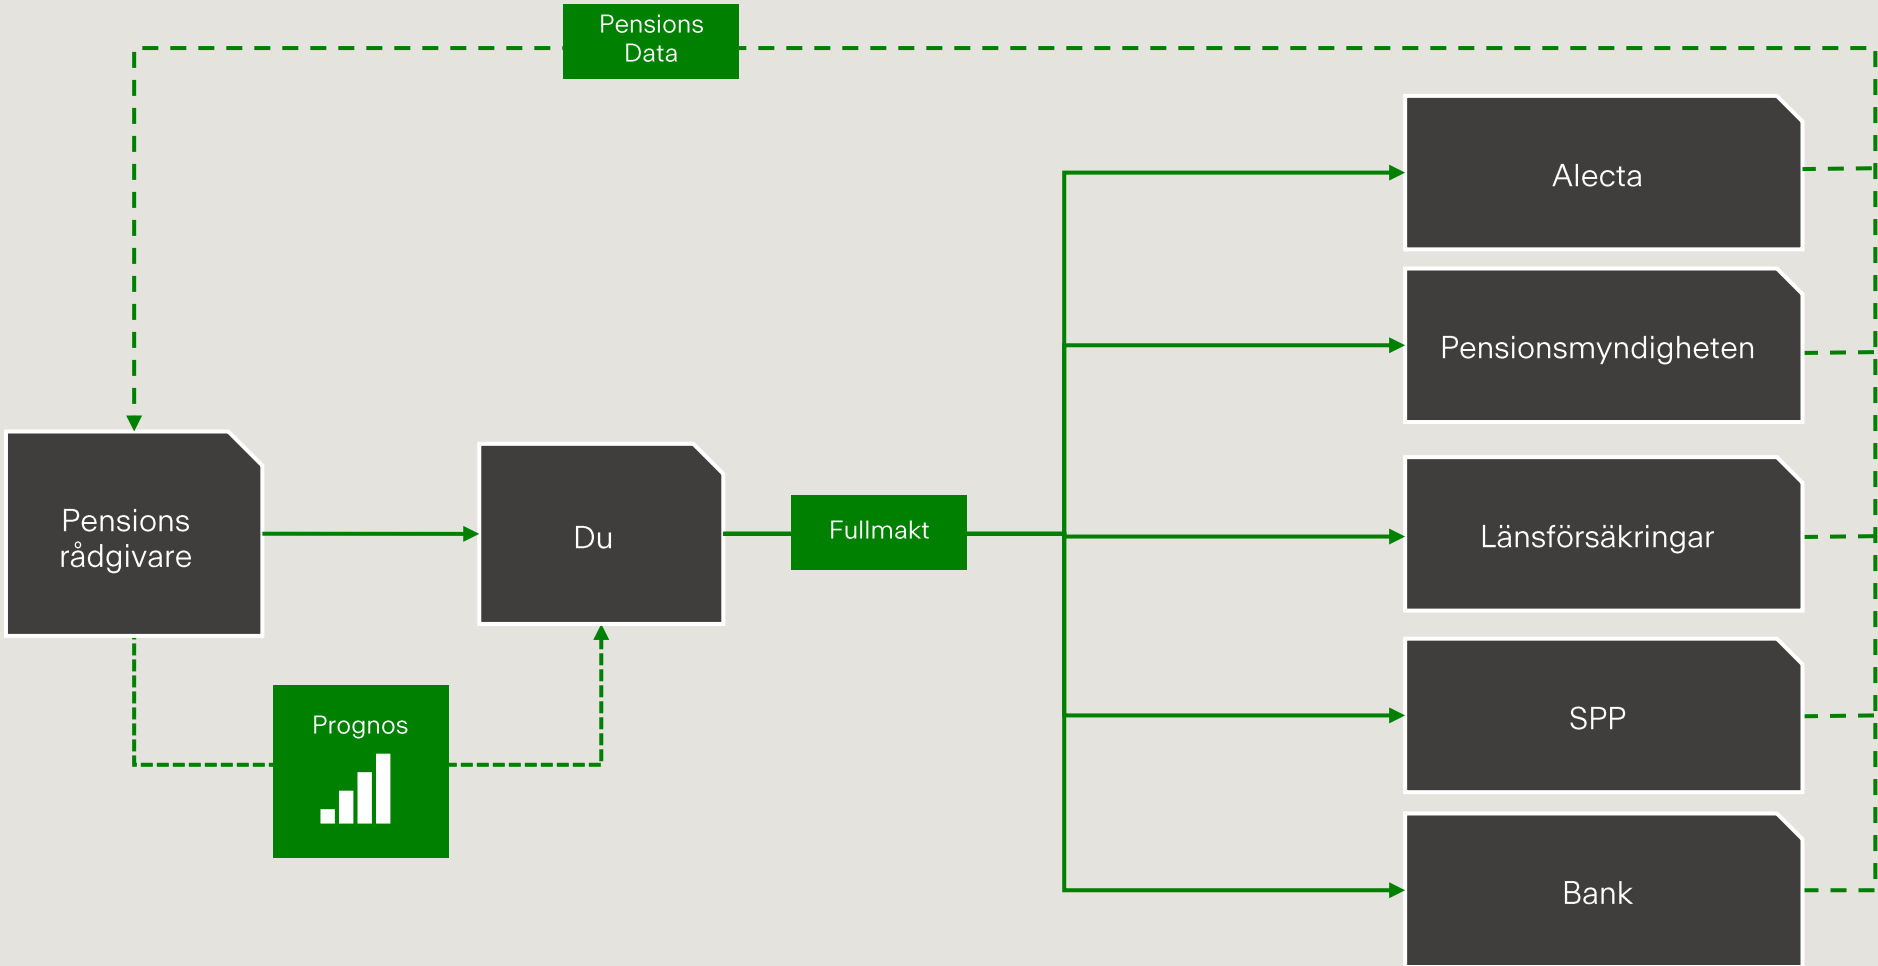 Pensions
Data
Alecta
Pensionsmyndigheten
Pensions
rådgivare
Du
Fullmakt
Länsförsäkringar
Prognos
SPP
Bank